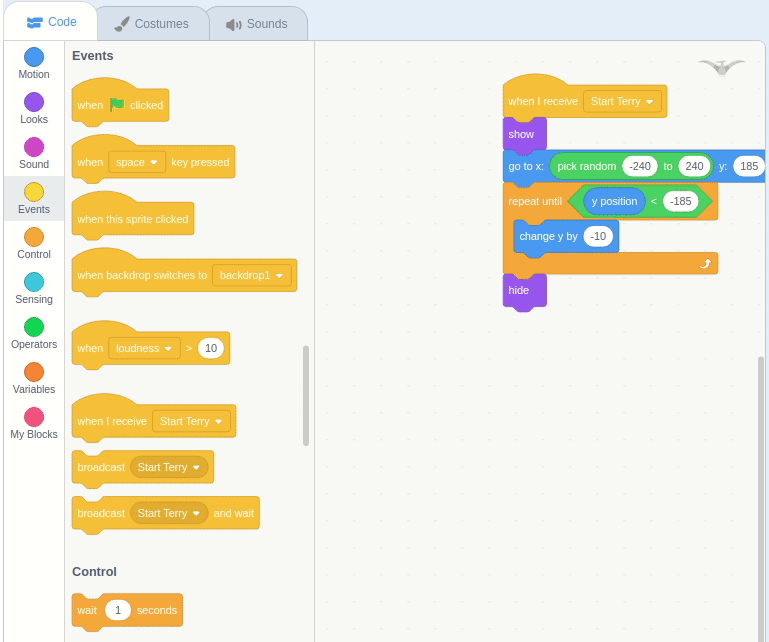 Code
Costumes
Sounds
Motion
Looks
Sound
Events
Control
Sensing
Operators
Variables
My Blocks
Events
when clicked
when space key pressed
when this sprite clicked
when backdrop switches to backdrop1
when loudness > 10
when I receive Start Terry
broadcast Start Terry
broadcast Start Terry and wait
Control
wait 1 seconds
when I receive Start Terry
show
go to x: pick random -240 to 240 y: 185
repeat until y position < -185
change y by -10
hide